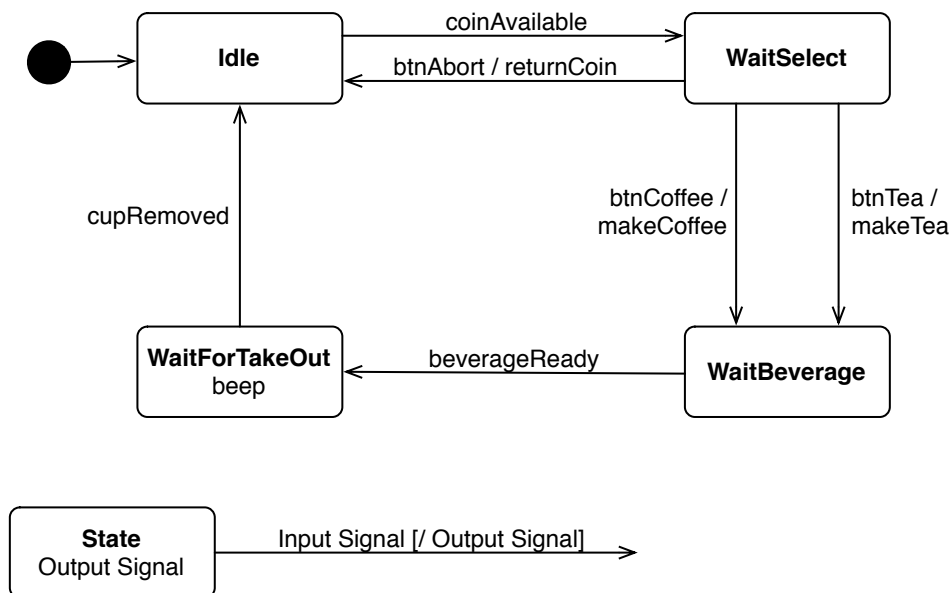 Idle
coinAvailable
WaitSelect
btnAbort / returnCoin
cupRemoved
btnCoffee /
makeCoffee
btnTea /
makeTea
WaitForTakeOut
beep
beverageReady
WaitBeverage
State
Output Signal
Input Signal [/ Output Signal]